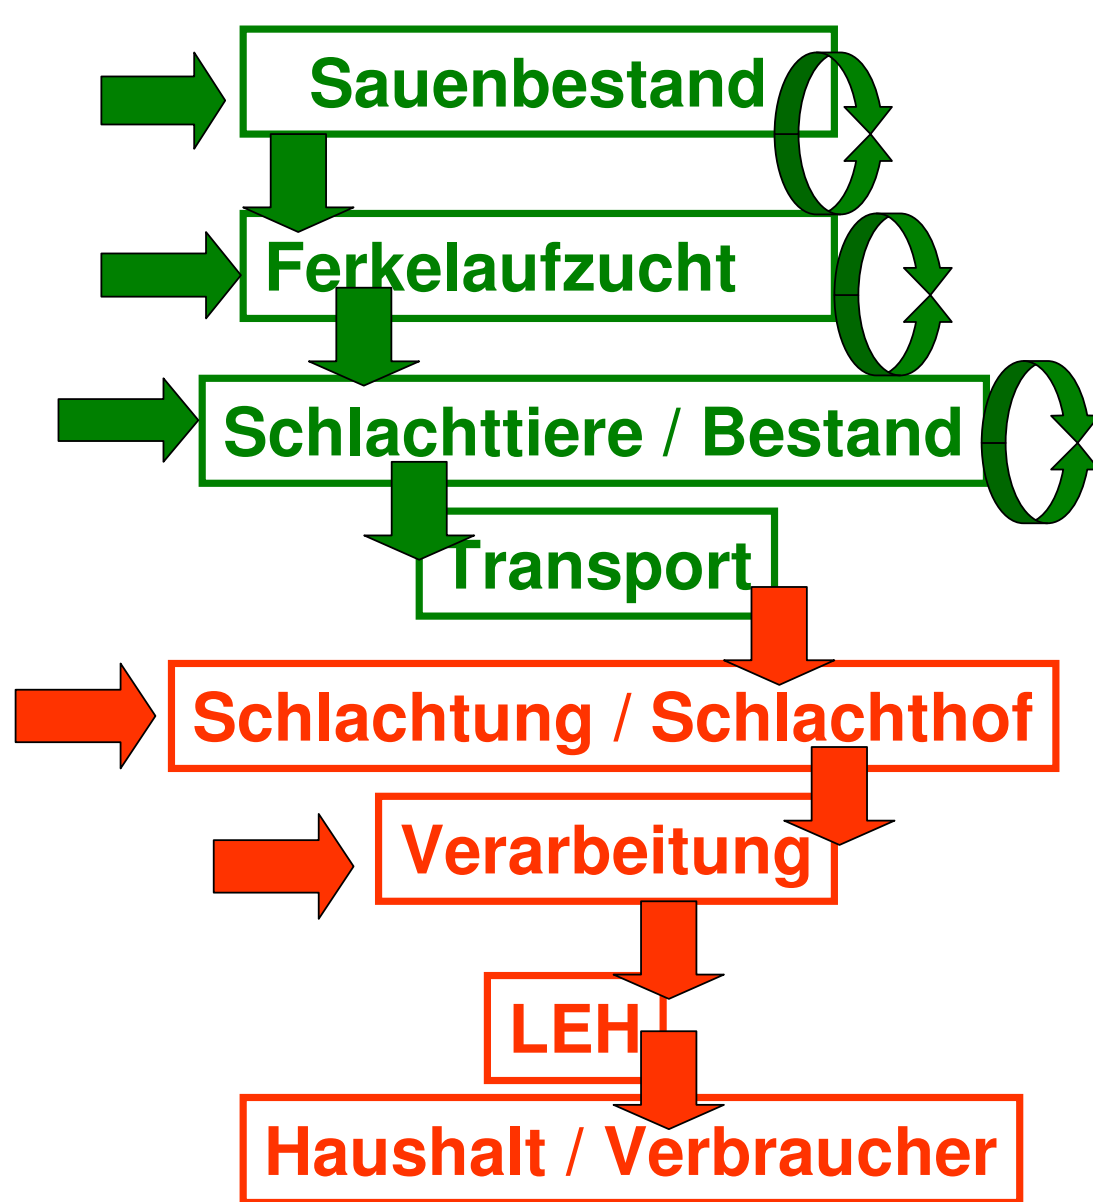 Sauenbestand
Ferkelaufzucht
Schlachttiere / Bestand
Transport
Schlachtung / Schlachthof
Verarbeitung
LEH
Haushalt / Verbraucher